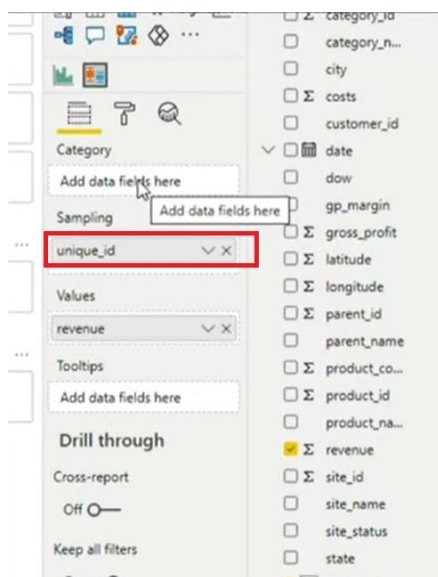 Category
Add data fields here
Add data fields here
Sampling
unique_id
Values
revenue
Tooltips
Add data fields here
Drill through
Cross-report
Off
Keep all filters
Σ category_id
category_n...
city
Σ costs
customer_id
date
dow
gp_margin
Σ gross_profit
Σ latitude
Σ longitude
Σ parent_id
parent_name
Σ product_co...
Σ product_id
product_na...
Σ revenue
Σ site_id
site_name
site_status
state